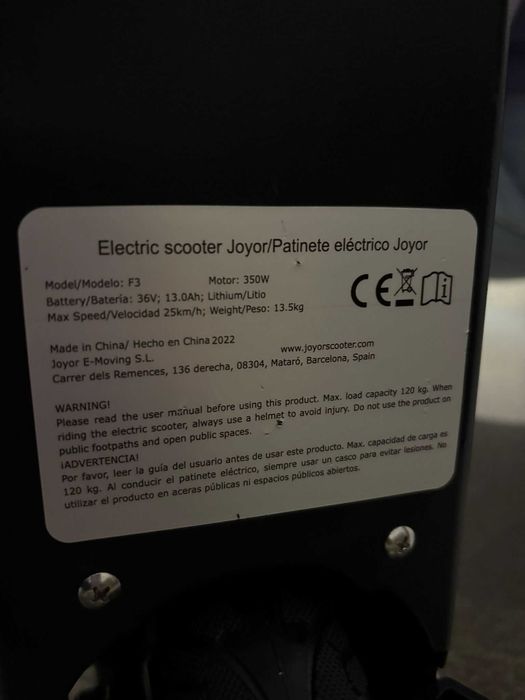 Electric scooter Joyor/Patinete eléctrico Joyor
Model/Modelo: F3 Motor: 350W
Battery/Batería: 36V; 13.0Ah; Lithium/Litio
Max Speed/Velocidad 25km/h; Weight/Peso: 13.5kg
CE
Made in China/ Hecho en China 2022
Joyor E-Moving S.L. www.joyorscooter.com
Carrer dels Remences, 136 derecha, 08304, Mataró, Barcelona, Spain
WARNING!
Please read the user manual before using this product. Max. load capacity 120 kg. When
riding the electric scooter, always use a helmet to avoid injury. Do not use the product on
public footpaths and open public spaces.
¡ADVERTENCIA!
Por favor, leer la guía del usuario antes de usar este producto. Max. capacidad de carga es
120 kg. Al conducir el patinete eléctrico, siempre usar un casco para evitar lesiones. No
utilizar el producto en aceras públicas ni espacios públicos abiertos.